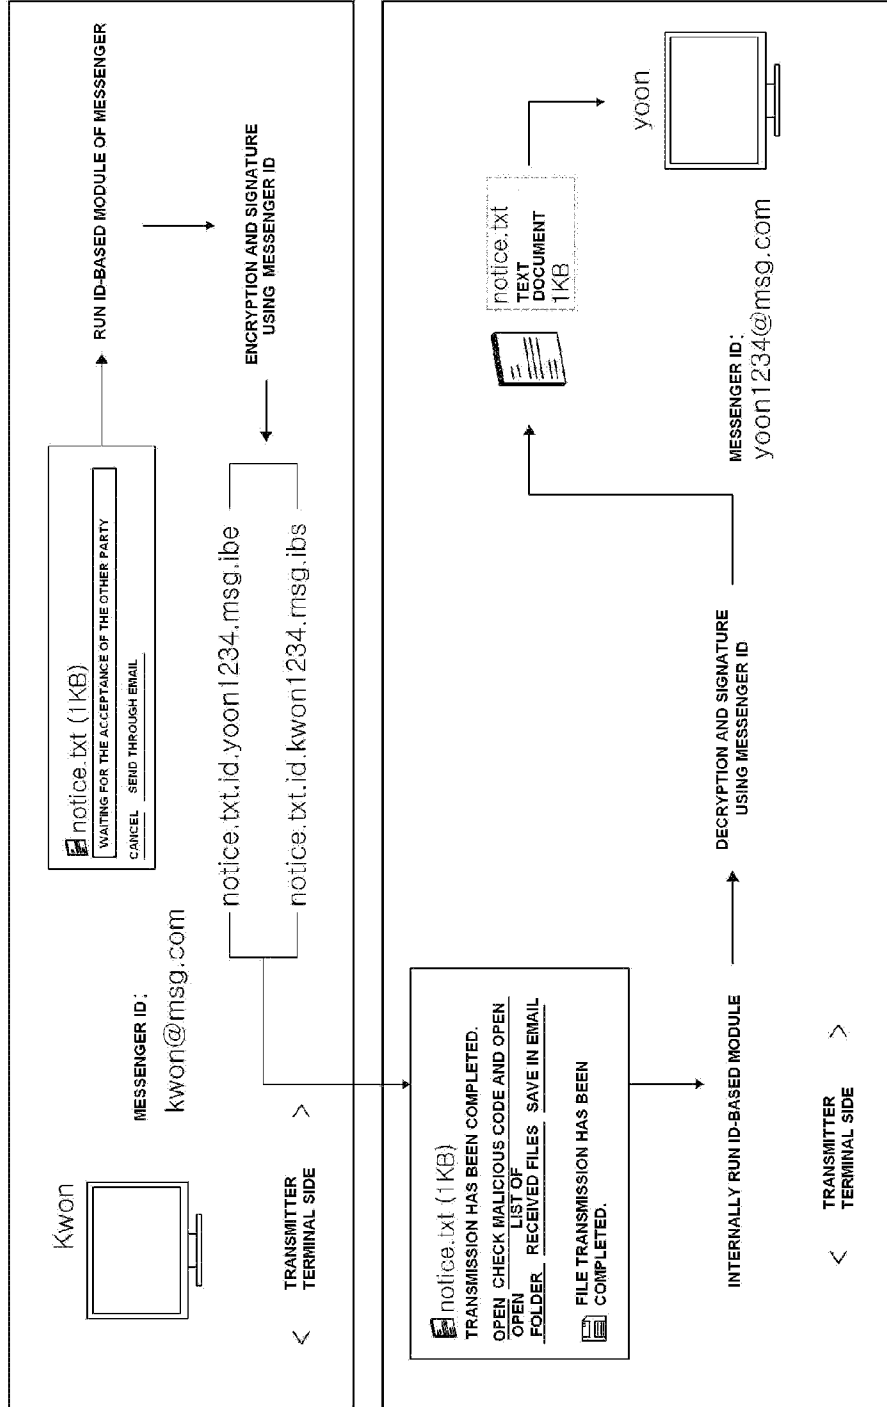 Kwon
MESSENGER ID:
kwon@msg.com
< TRANSMITTER >
TERMINAL SIDE
notice.txt (1KB)
WAITING FOR THE ACCEPTANCE OF THE OTHER PARTY
CANCEL SEND THROUGH EMAIL
RUN ID-BASED MODULE OF MESSENGER
ENCRYPTION AND SIGNATURE
USING MESSENGER ID
notice.txt.id.yoon1234.msg.ibe
notice.txt.id.kwon1234.msg.ibs
notice.txt (1KB)
TRANSMISSION HAS BEEN COMPLETED.
OPEN CHECK MALICIOUS CODE AND OPEN
OPEN LIST OF
FOLDER RECEIVED FILES SAVE IN EMAIL
FILE TRANSMISSION HAS BEEN
COMPLETED.
INTERNALLY RUN ID-BASED MODULE
DECRYPTION AND SIGNATURE
USING MESSENGER ID
notice.txt
TEXT
DOCUMENT
1KB
yoon
MESSENGER ID:
yoon1234@msg.com
< TRANSMITTER >
TERMINAL SIDE